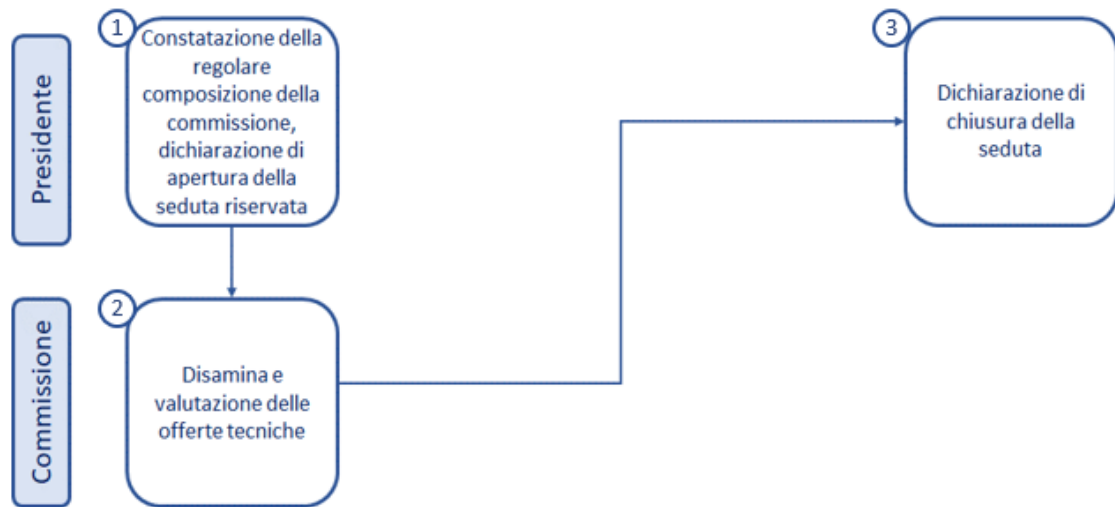 Presidente
1
Constatazione della
regolare
composizione della
commissione,
dichiarazione di
apertura della
seduta riservata
3
Dichiarazione di
chiusura della
seduta
Commissione
2
Disamina e
valutazione delle
offerte tecniche